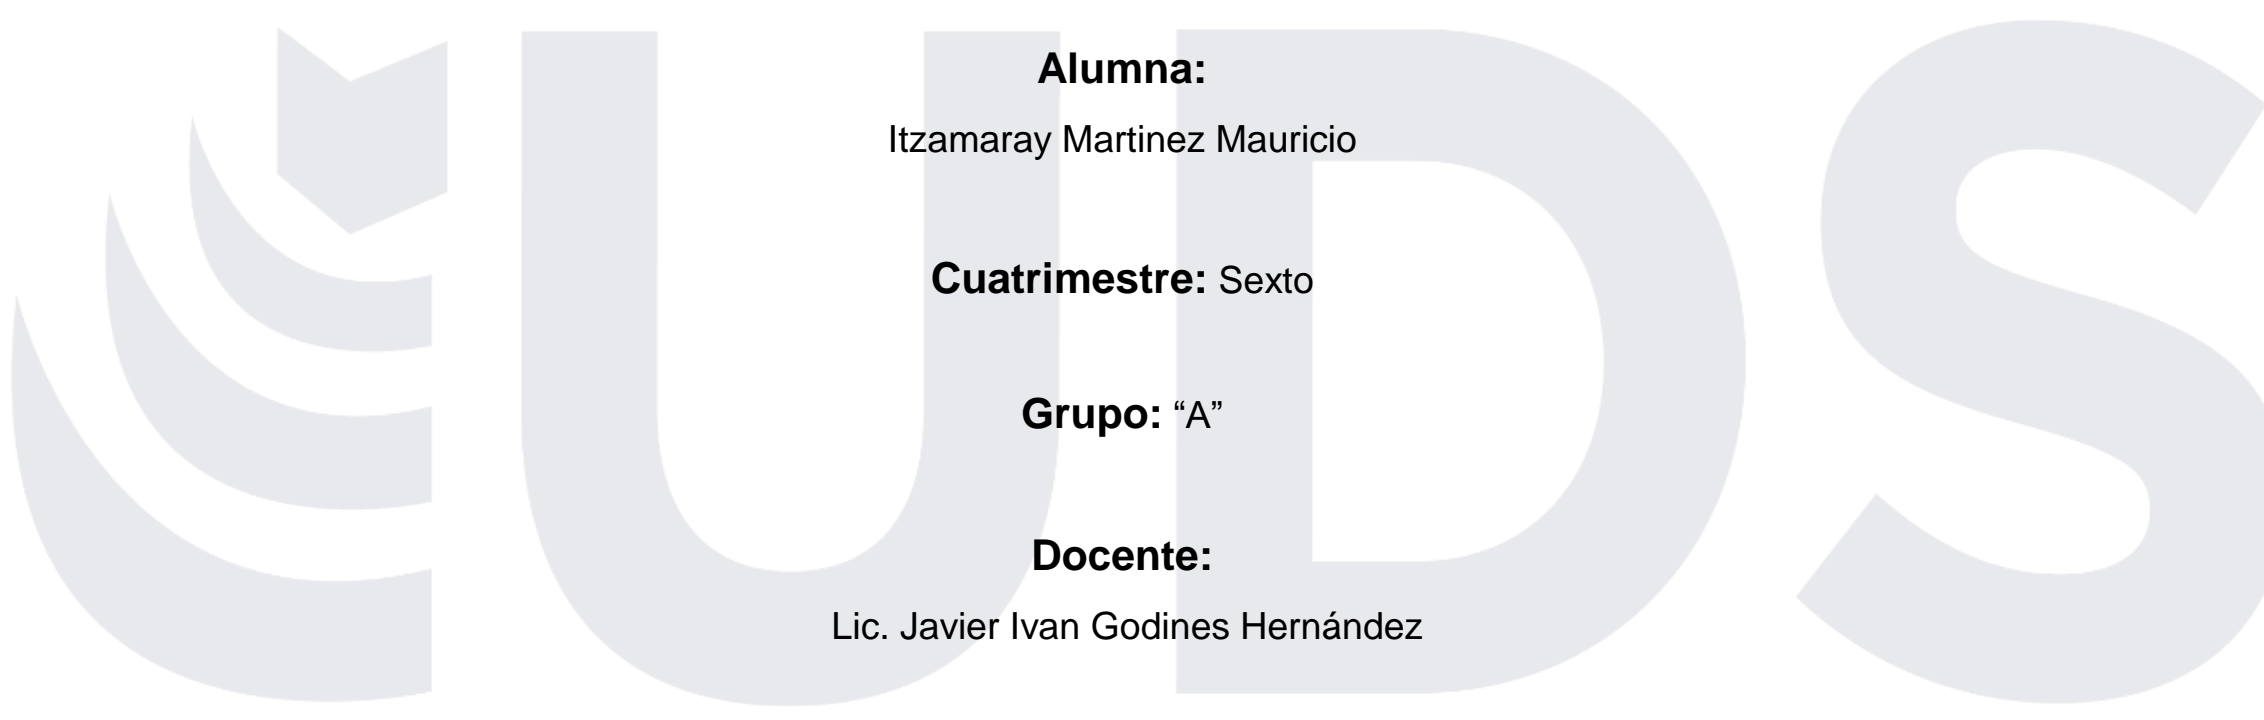 Alumna:
Itzamaray Martinez Mauricio
Cuatrimestre: Sexto
Grupo: “A”
Docente:
Lic. Javier Ivan Godines Hernández
UDS